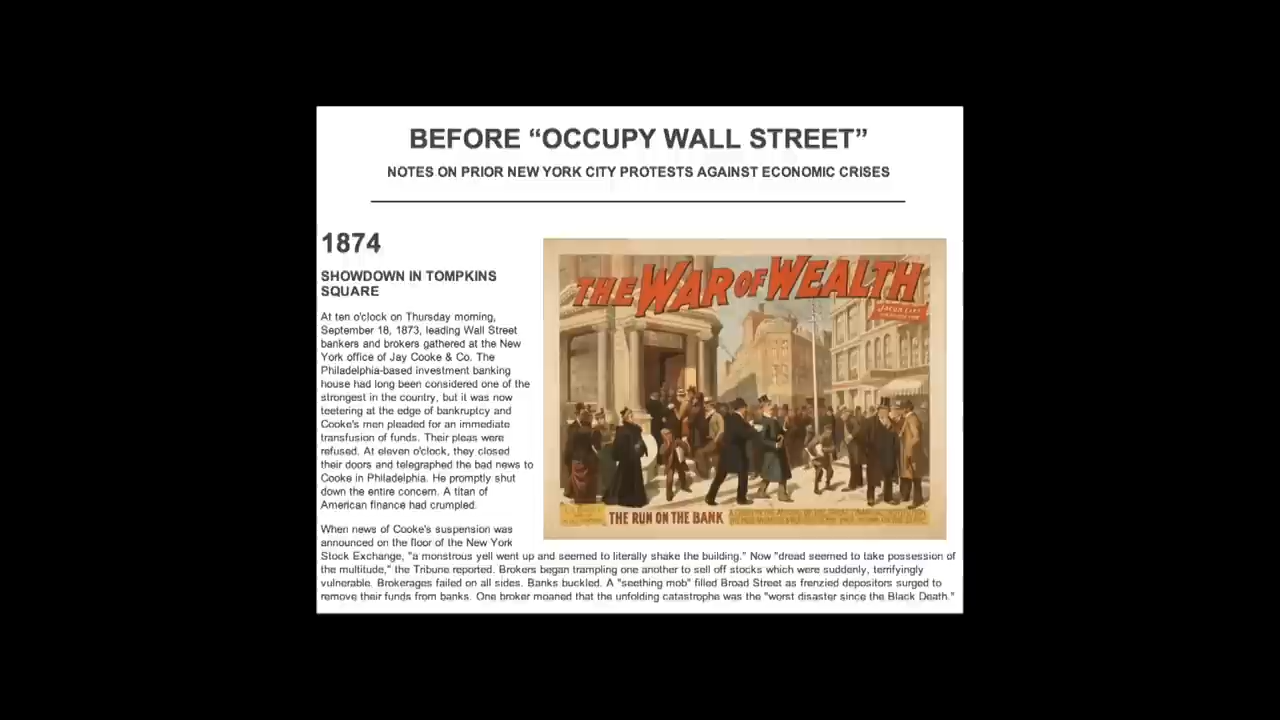 BEFORE “OCCUPY WALL STREET”
NOTES ON PRIOR NEW YORK CITY PROTESTS AGAINST ECONOMIC CRISES
1874
SHOWDOWN IN TOMPKINS
SQUARE
At ten o'clock on Thursday morning,
September 18, 1873, leading Wall Street
bankers and brokers gathered at the New
York office of Jay Cooke & Co. The
Philadelphia-based investment banking
house had long been considered one of the
strongest in the country, but it was now
teetering at the edge of bankruptcy and
Cooke's men pleaded for an immediate
transfusion of funds. Their pleas were
refused. At eleven o'clock, they closed
their doors and telegraphed the bad news to
Cooke in Philadelphia. He promptly shut
down the entire concern. A titan of
American finance had crumpled.
When news of Cooke's suspension was
announced on the floor of the New York
Stock Exchange, "a monstrous yell went up and seemed to literally shake the building." Now "dread seemed to take possession of
the multitude," the Tribune reported. Brokers began trampling one another to sell off stocks which were suddenly, terrifyingly
vulnerable. Brokerages failed on all sides. Banks buckled. A "seething mob" filled Broad Street as frenzied depositors surged to
remove their funds from banks. One broker moaned that the unfolding catastrophe was the "worst disaster since the Black Death."
THE WAR OF WEALTH
THE RUN ON THE BANK